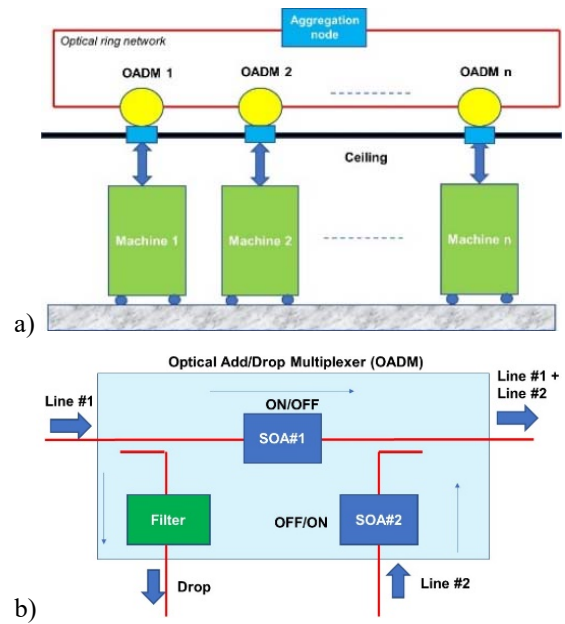 Aggregation
node
Optical ring network
OADM 1
OADM 2
OADM n
Ceiling
Machine 1
Machine 2
Machine n
a)
Optical Add/Drop Multiplexer (OADM)
Line #1
ON/OFF
Line #1 +
Line #2
SOA#1
Filter
OFF/ON
SOA#2
Drop
Line #2
b)